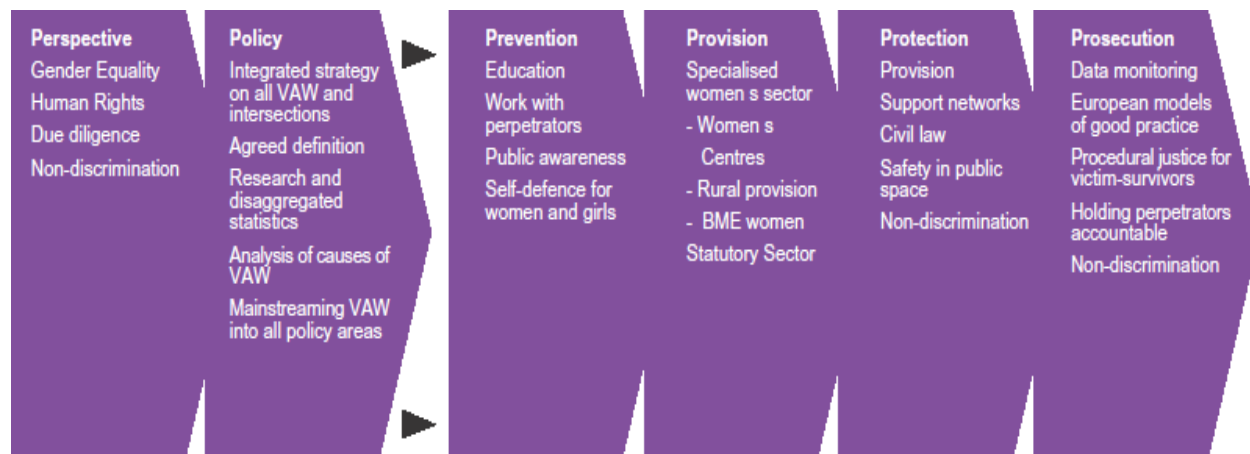 Perspective
Gender Equality
Human Rights
Due diligence
Non-discrimination
Policy
Integrated strategy
on all VAW and
intersections
Agreed definition
Research and
disaggregated
statistics
Analysis of causes of
VAW
Mainstreaming VAW
into all policy areas
Prevention
Education
Work with
perpetrators
Public awareness
Self-defence for
women and girls
Provision
Specialised
women s sector
- Women s
Centres
- Rural provision
- BME women
Statutory Sector
Protection
Provision
Support networks
Civil law
Safety in public
space
Non-discrimination
Prosecution
Data monitoring
European models
of good practice
Procedural justice for
victim-survivors
Holding perpetrators
accountable
Non-discrimination